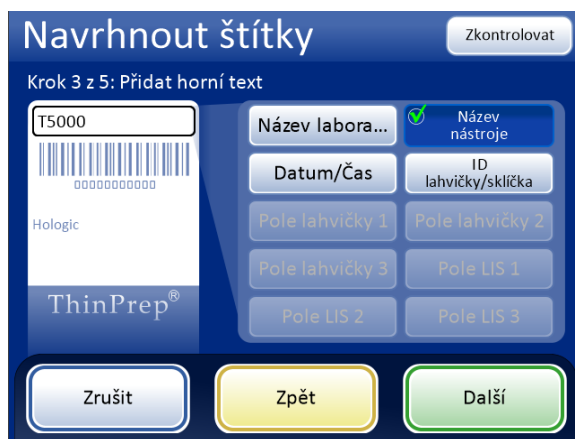 Navrhnout štítky
Zkontrolovat
Krok 3 z 5: Přidat horní text
T5000
00000000000
Hologic
ThinPrep®
Název labora...
Název
nástroje
Datum/Čas
ID
lahvičky/sklíčka
Pole lahvičky 1
Pole lahvičky 2
Pole lahvičky 3
Pole LIS 1
Pole LIS 2
Pole LIS 3
Zrušit
Zpět
Další